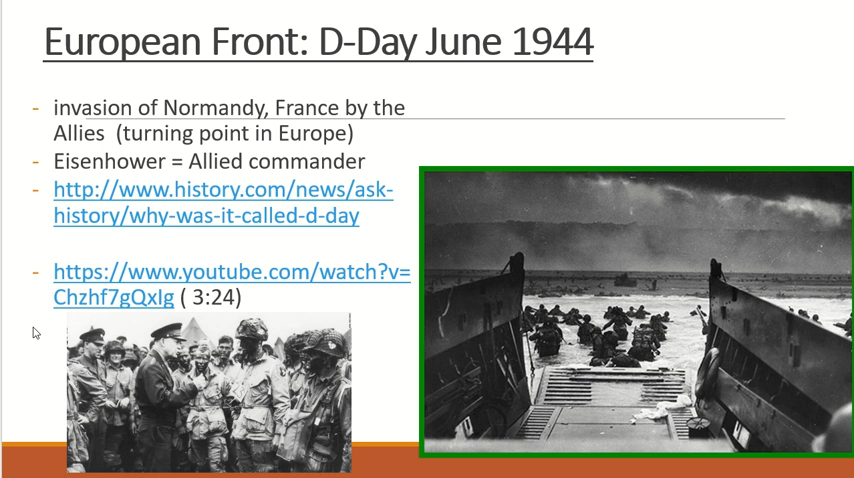 European Front: D-Day June 1944
- invasion of Normandy, France by the
Allies (turning point in Europe)
- Eisenhower = Allied commander
- http://www.history.com/news/ask-
history/why-was-it-called-d-day
- https://www.youtube.com/watch?v=
Chzhf7gQxIg ( 3:24)